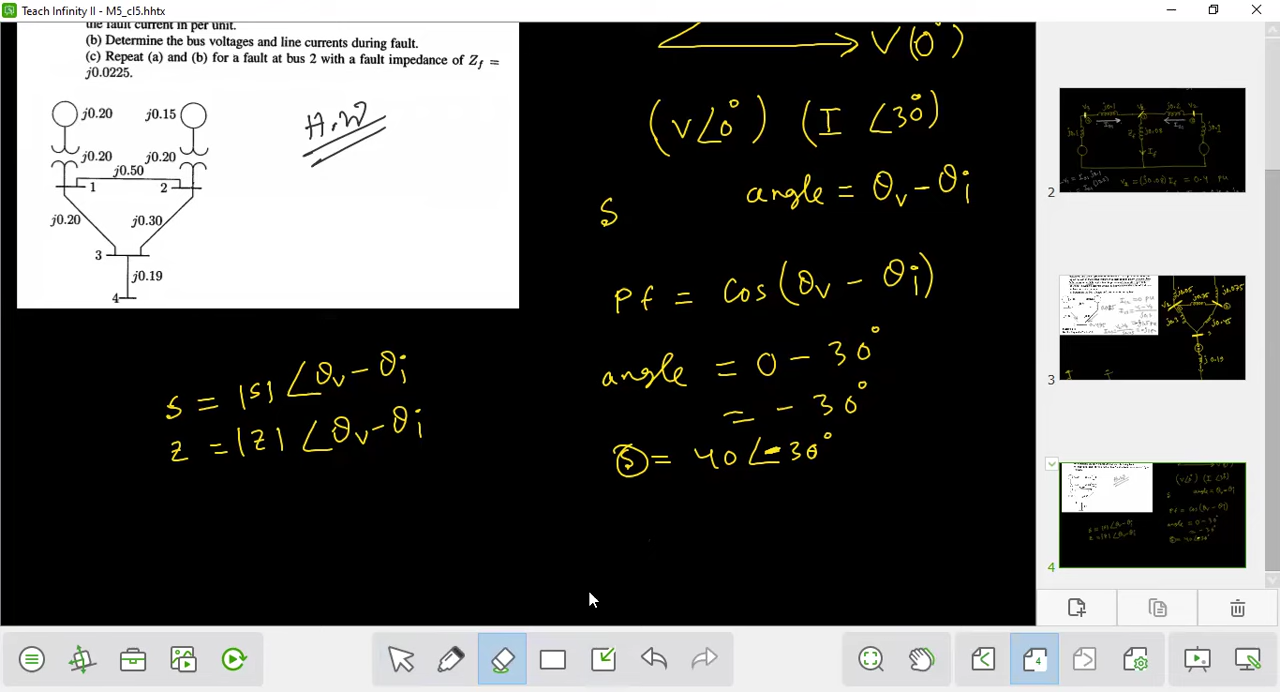 Teach Infinity II - M5_cl5.hhtx
the fault current in per unit.
(b) Determine the bus voltages and line currents during fault.
(c) Repeat (a) and (b) for a fault at bus 2 with a fault impedance of Zf =
j0.0225.
j0.20 j0.15
j0.20 j0.20
j0.50
1 2
j0.20 j0.30
3
j0.19
4
H.W
V(0°)
(V∠0°) (I ∠30°)
S angle = θv - θi
Pf = Cos(θv - θi)
angle = 0 - 30°
= - 30°
S = 40∠-30°
S = |S| ∠θv - θi
Z = |Z| ∠θv - θi
2
3
4
4